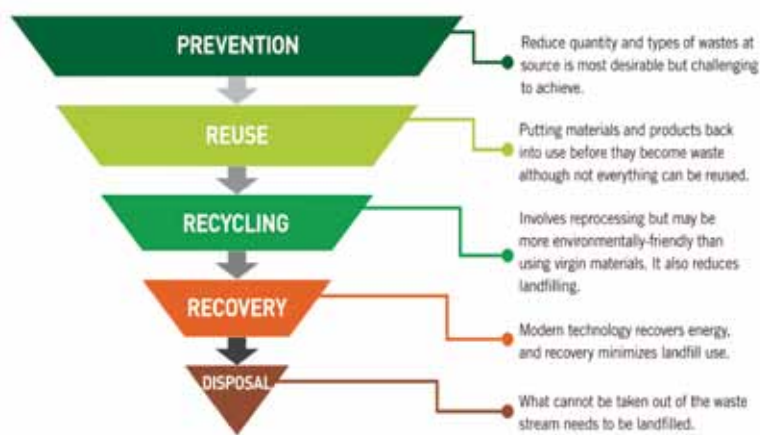 PREVENTION
Reduce quantity and types of wastes at
source is most desirable but challenging
to achieve.
REUSE
Putting materials and products back
into use before thay become waste
although not everything can be reused.
RECYCLING
Involves reprocessing but may be
more environmentally-friendly than
using virgin materials. It also reduces
landfilling.
RECOVERY
Modern technology recovers energy,
and recovery minimizes landfill use.
DISPOSAL
What cannot be taken out of the waste
stream needs to be landfilled.